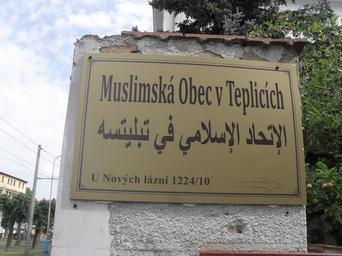 Muslimská Obec v Teplicích
الإتحاد الإسلامي في تبليتسه
U Nových lázní 1224/10